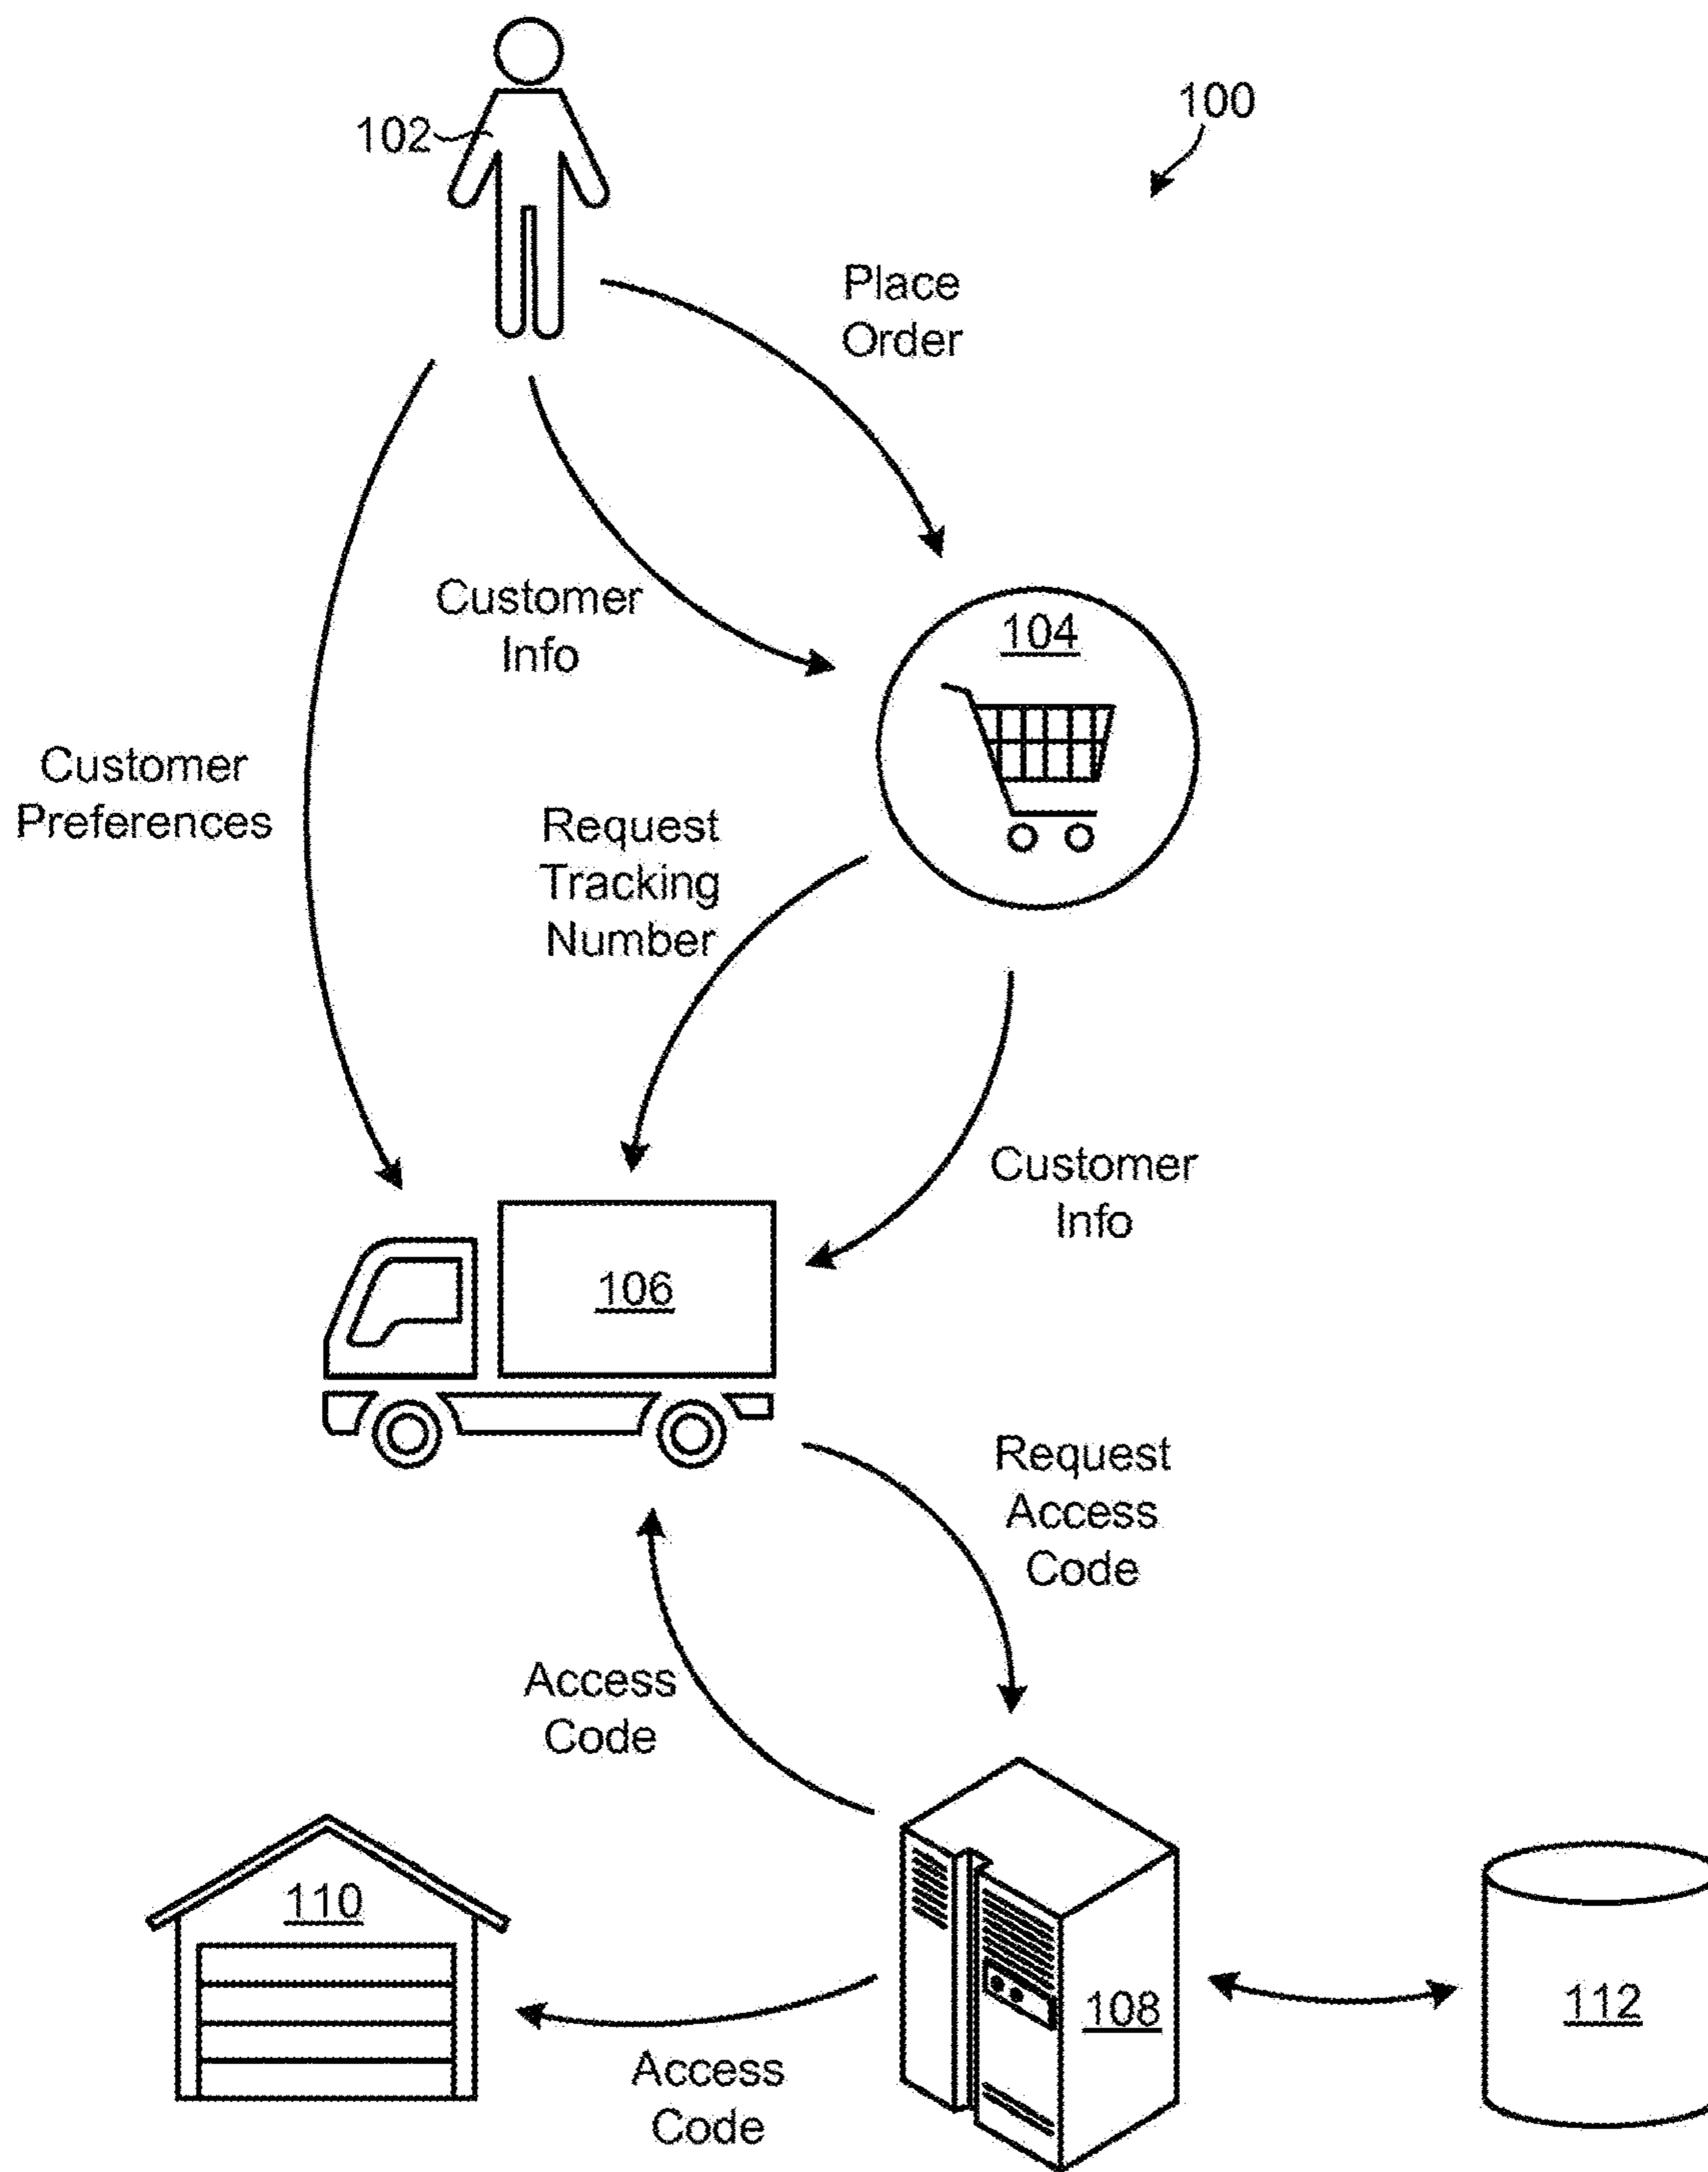 100
102
Place
Order
Customer
Info
104
Customer
Preferences
Request
Tracking
Number
Customer
Info
106
Request
Access
Code
Access
Code
110
108
112
Access
Code